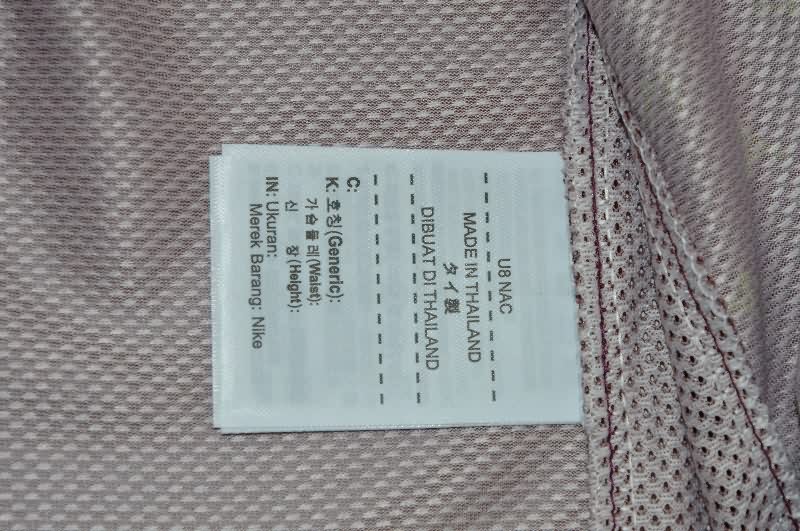 U8 NAC
- - - - - - - - - - -
MADE IN THAILAND
タイ製
DIBUAT DI THAILAND
- - - - - - - - - - -
- - - - - - - - - - -
C:
K: 호칭(Generic):
가슴둘레(Waist):
신 장(Height):
IN: Ukuran:
Merek Barang: Nike